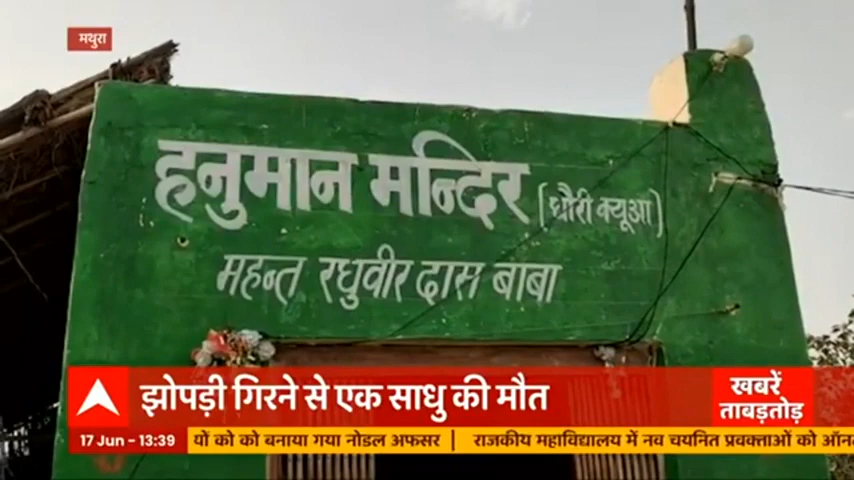 मथुरा
हनुमान मन्दिर (धौरी क्यूआ)
महन्त रघुवीर दास बाबा
झोपड़ी गिरने से एक साधु की मौत
खबरें
ताबड़तोड़
17 Jun - 13:39
यों को को बनाया गया नोडल अफसर | राजकीय महाविद्यालय में नव चयनित प्रवक्ताओं को ऑनल